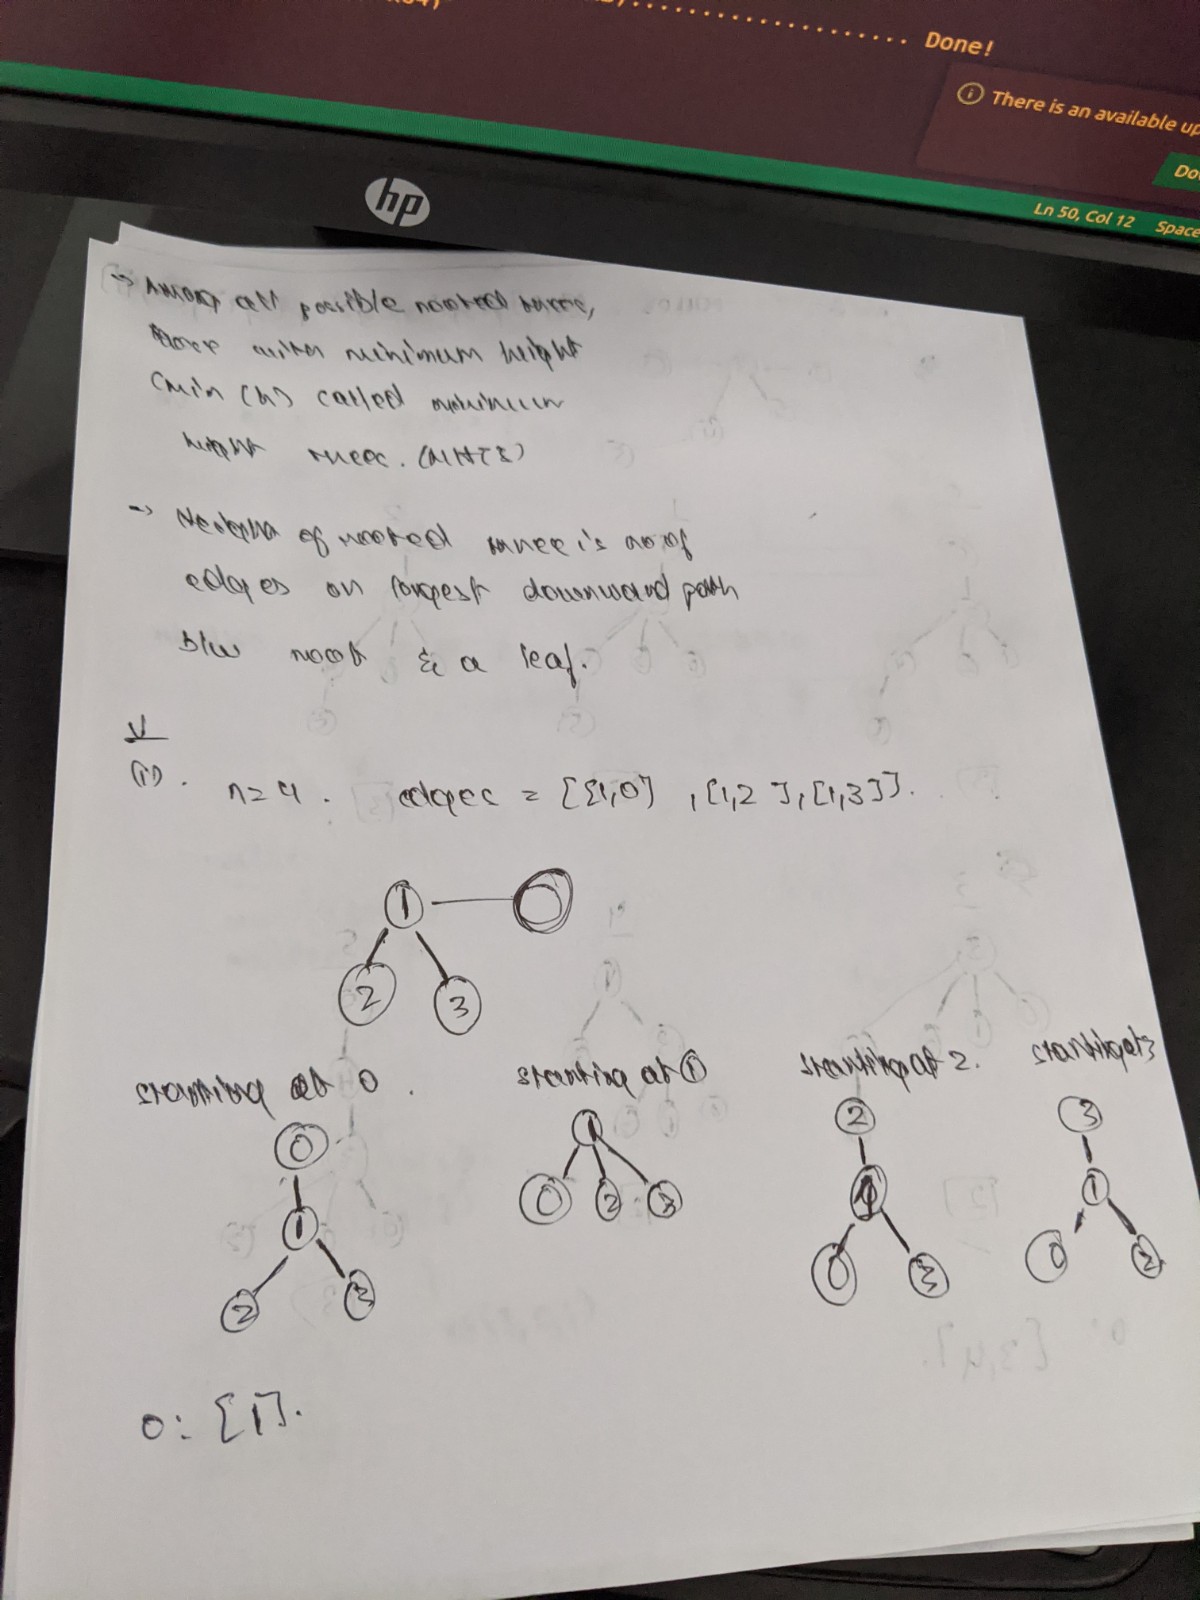 Done!
There is an available up
Do
Ln 50, Col 12 Space
hp
→ Among all possible rooted trees,
those with minimum height
(min (h) called minimum
height trees. (MHTS)
→ Height of rooted tree is no of
edges on longest downward path
b/w root & a leaf.
(i). n=4. edges = [[1,0], [1,2], [1,3]].
1
2 3
starting at 0. starting at 1 starting at 2. starting at 3
0 1 2 3
1 0 2 3 1 1
2 3 0 3 0 2
o: [1].